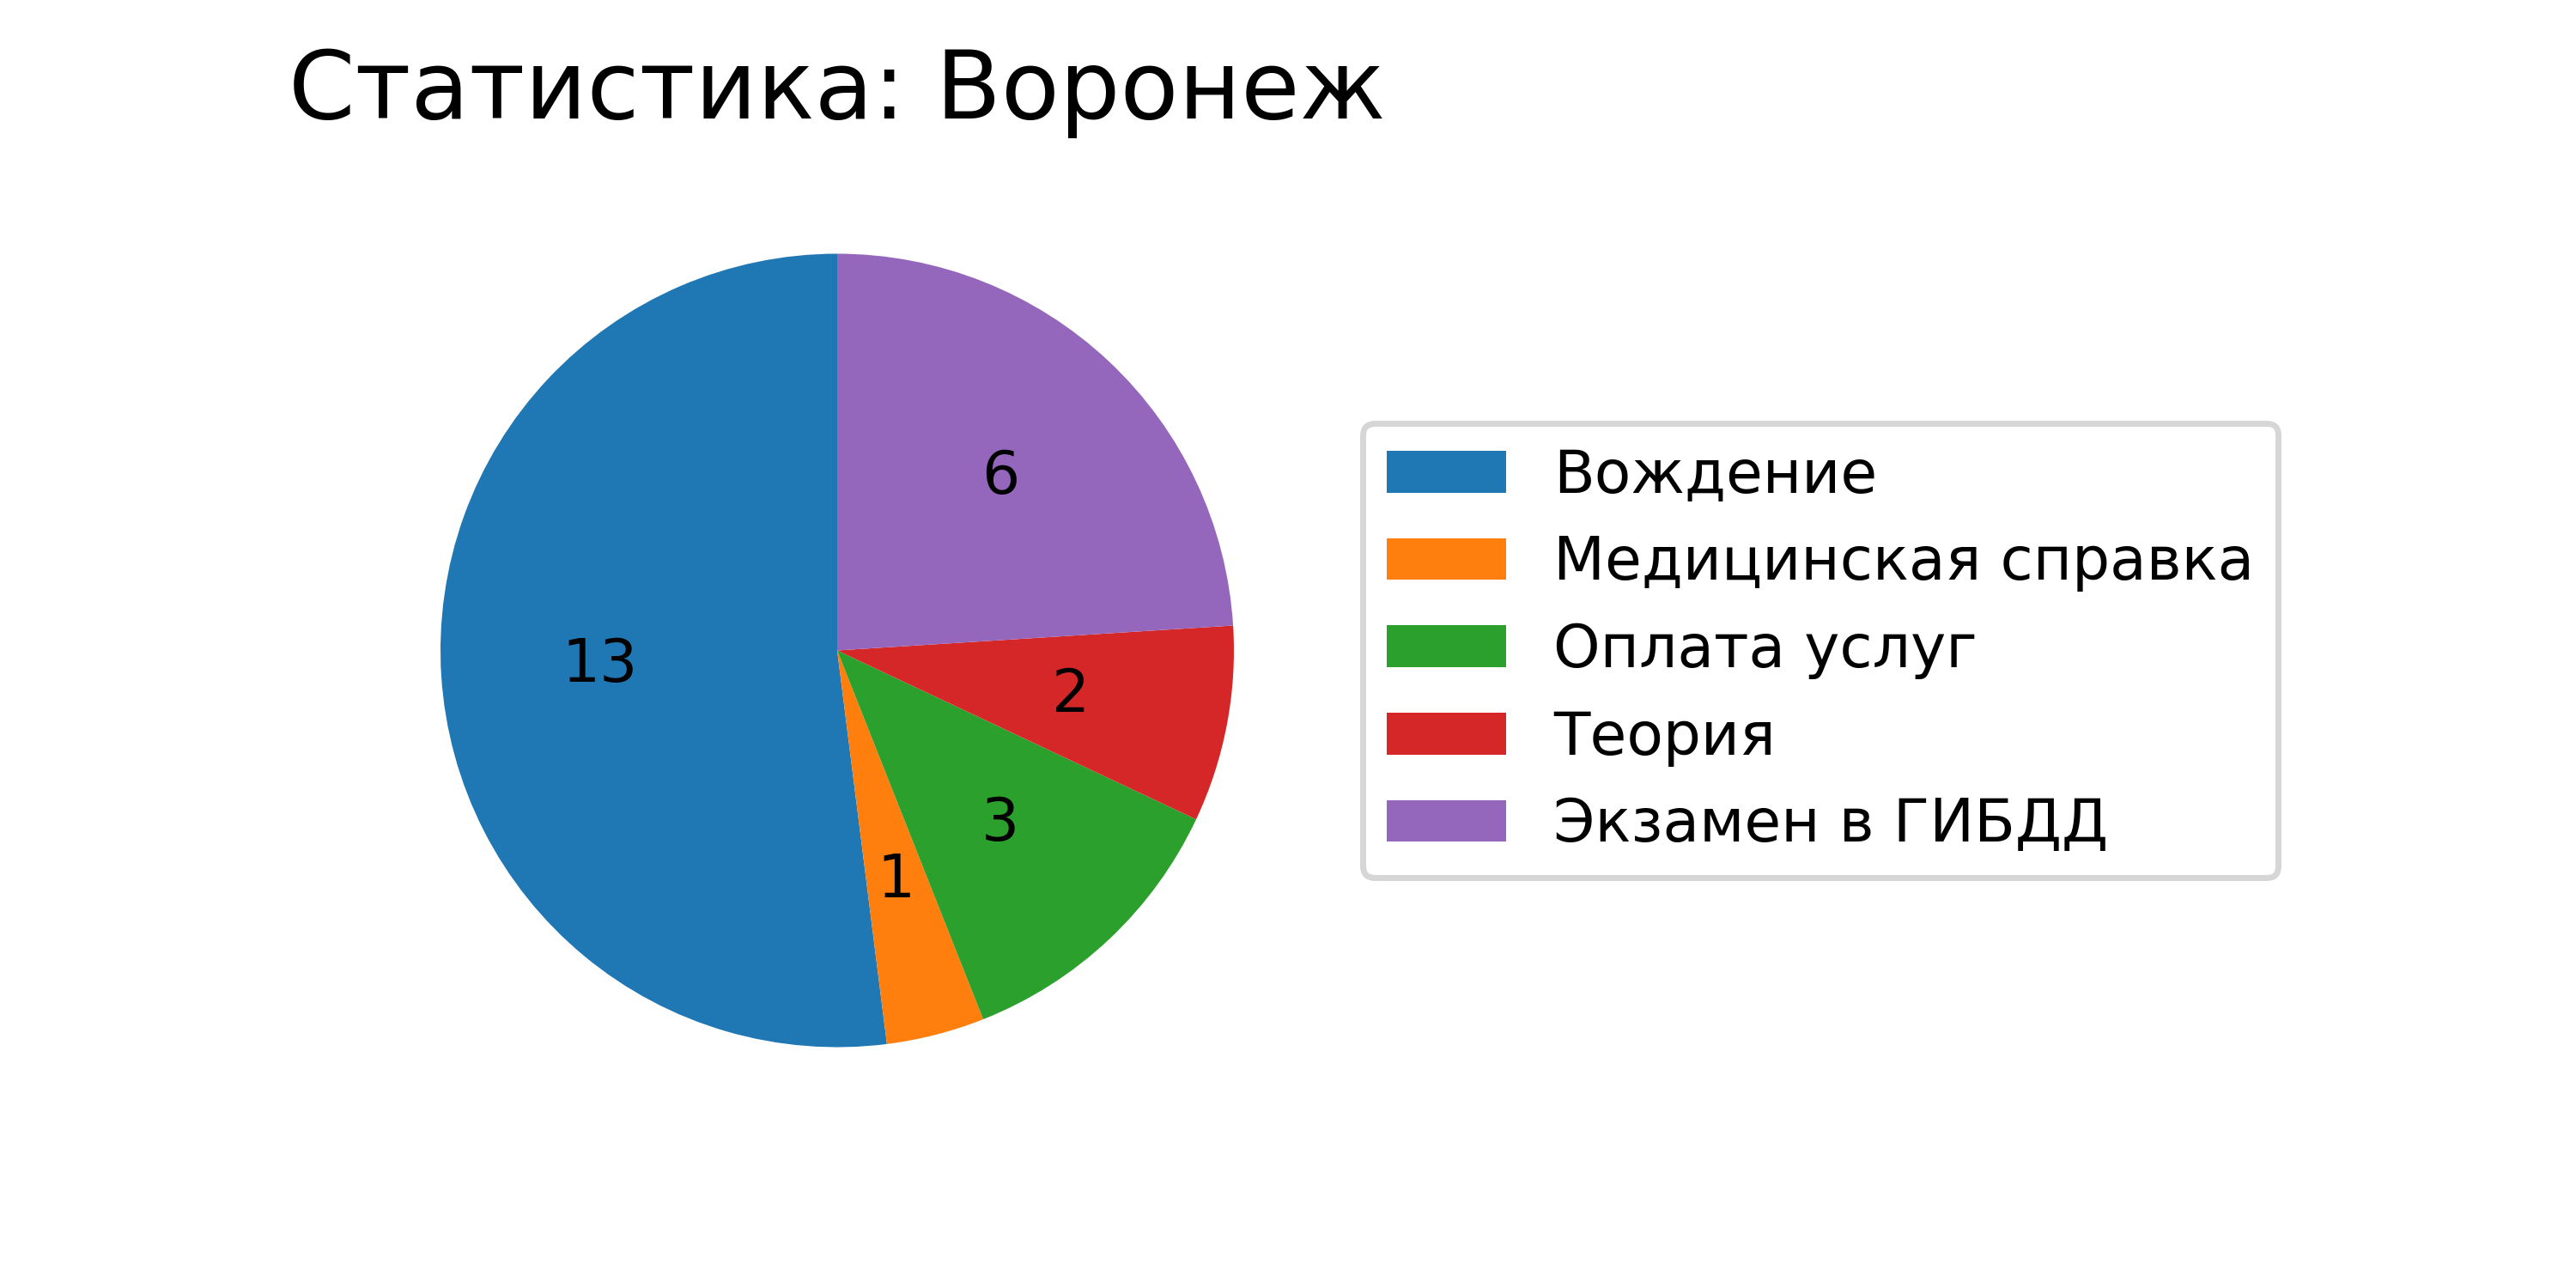 Статистика: Воронеж
6
13
2
3
1
Вождение
Медицинская справка
Оплата услуг
Теория
Экзамен в ГИБДД